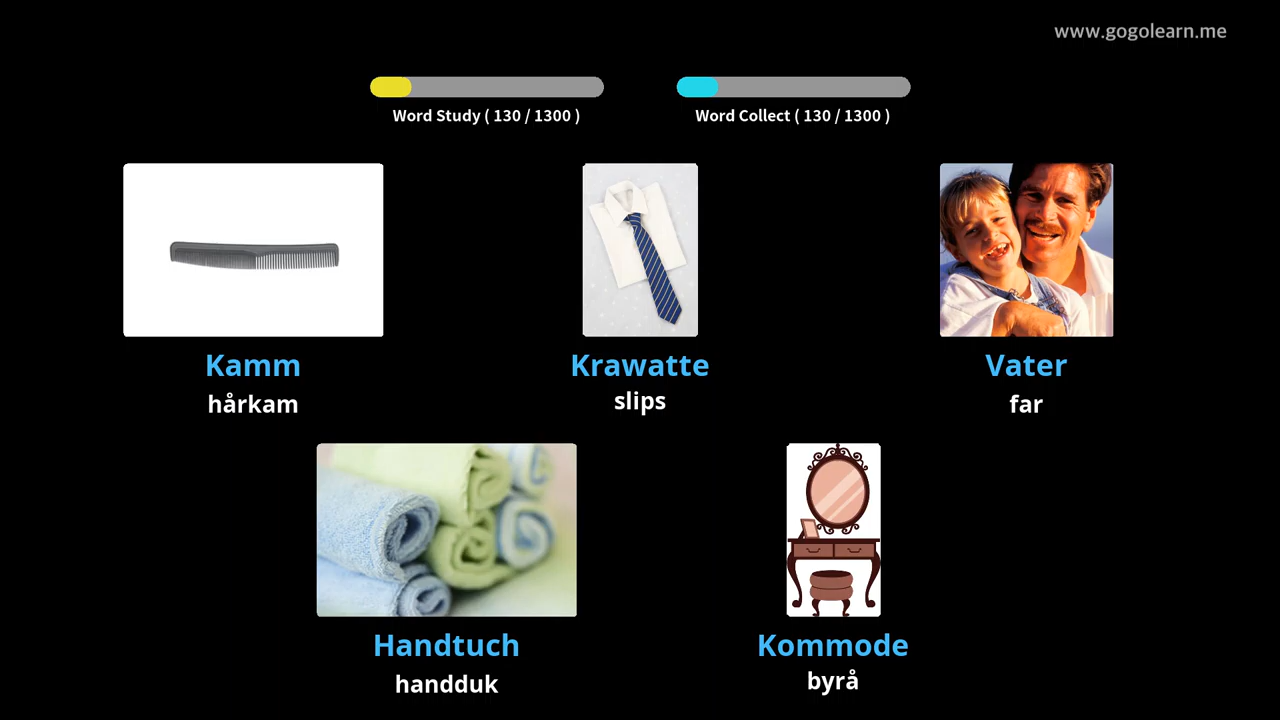 www.gogolearn.me
Word Study ( 130 / 1300 )
Word Collect ( 130 / 1300 )
Kamm
hårkam
Krawatte
slips
Vater
far
Handtuch
handduk
Kommode
byrå